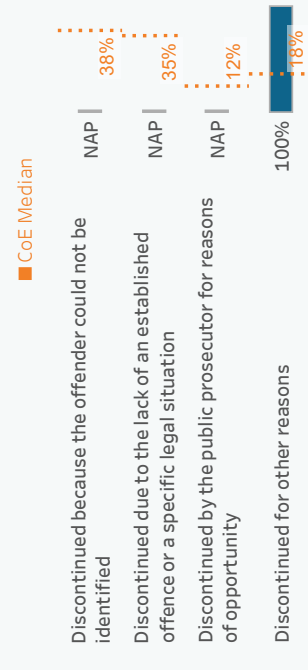 CoE Median
Discontinued because the offender could not be
identified
NAP
38%
Discontinued due to the lack of an established
offence or a specific legal situation
NAP
35%
Discontinued by the public prosecutor for reasons
of opportunity
NAP
12%
Discontinued for other reasons
100%
18%